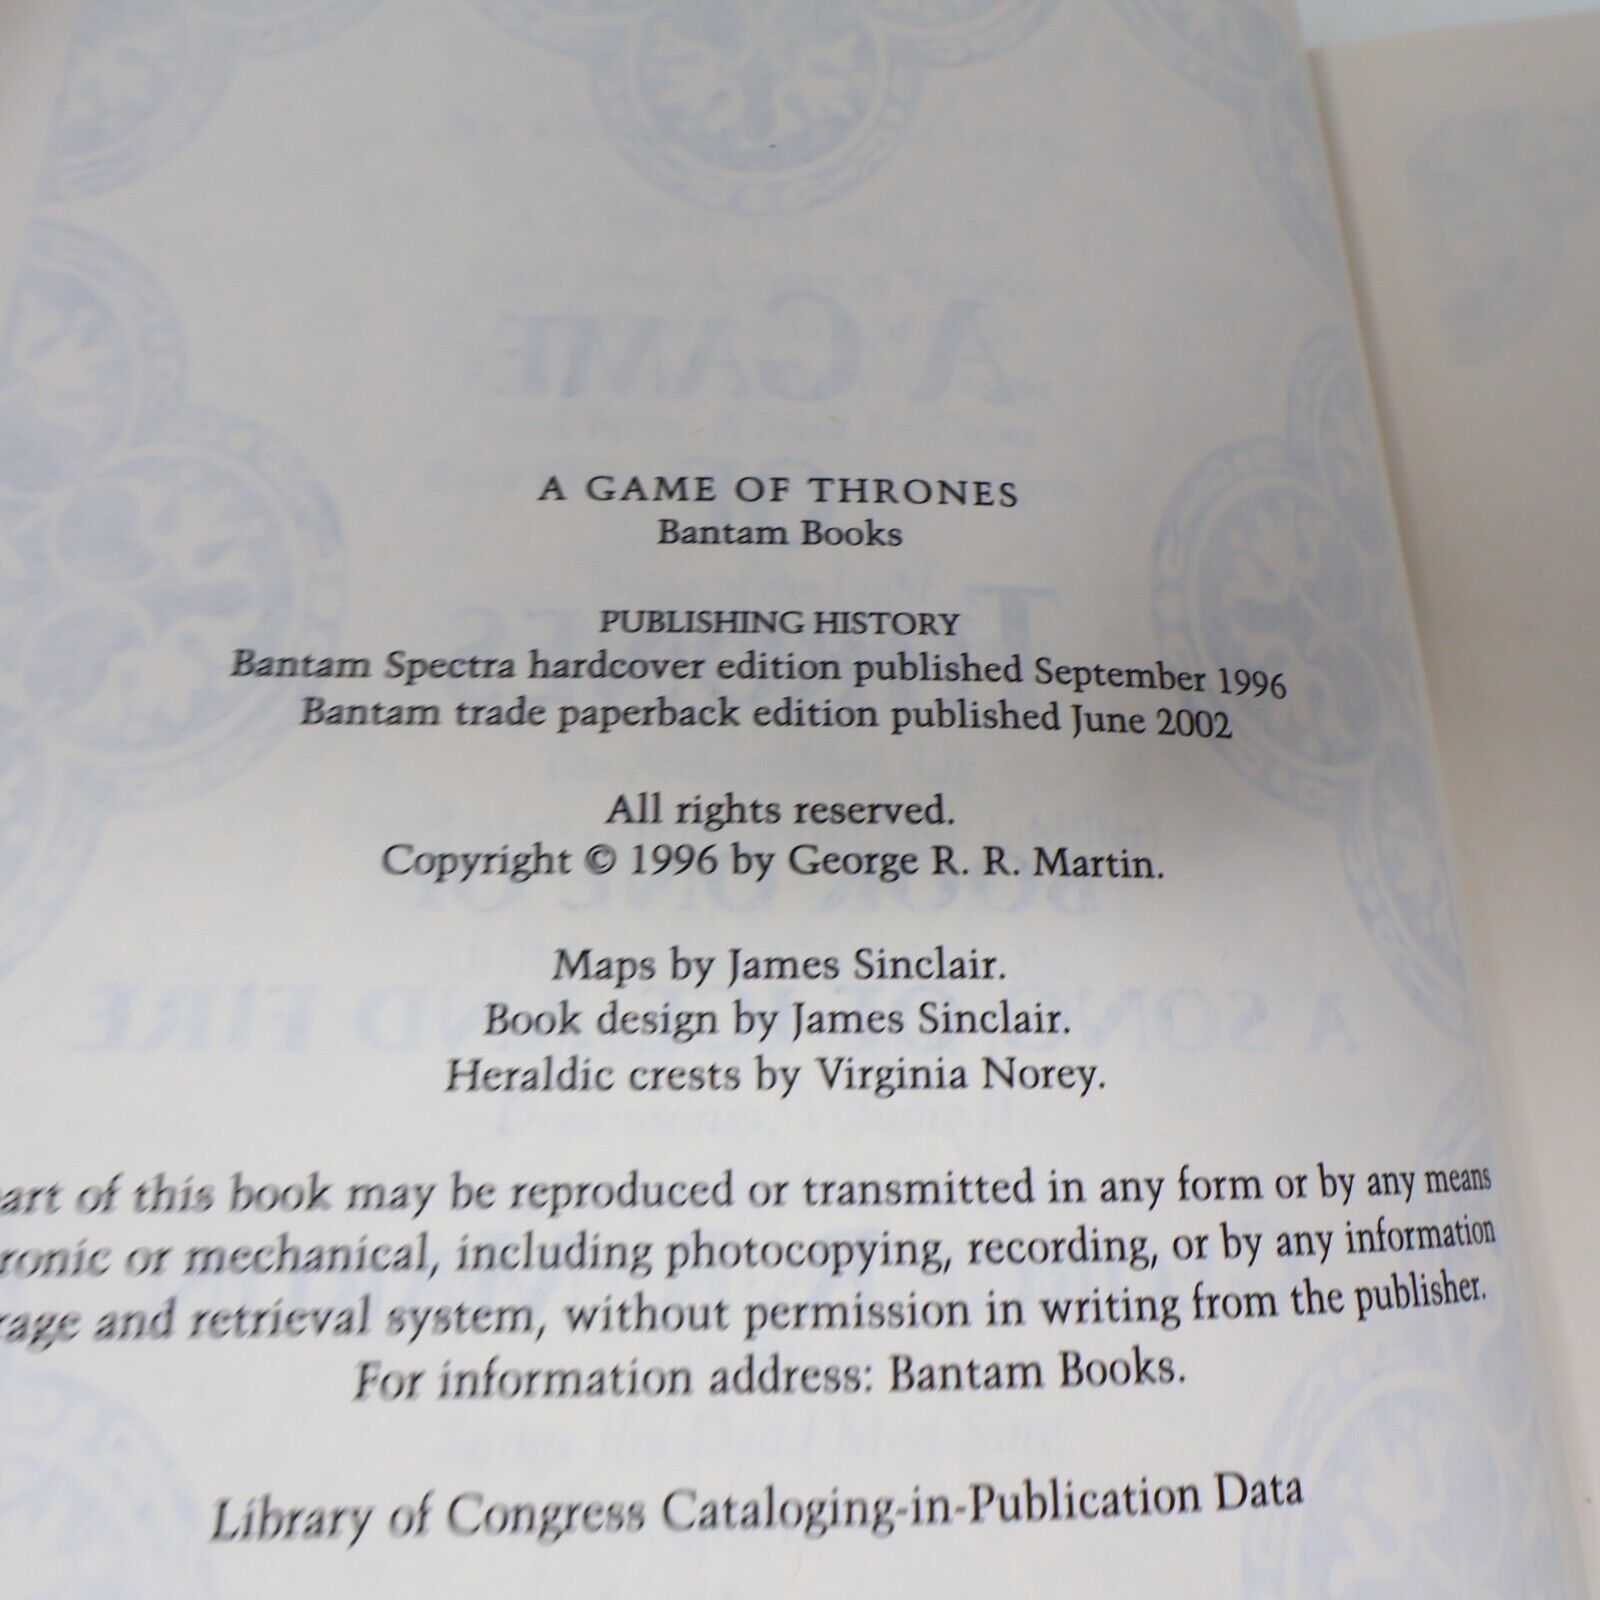 A GAME OF THRONES
Bantam Books
PUBLISHING HISTORY
Bantam Spectra hardcover edition published September 1996
Bantam trade paperback edition published June 2002
All rights reserved.
Copyright © 1996 by George R. R. Martin.
Maps by James Sinclair.
Book design by James Sinclair.
Heraldic crests by Virginia Norey.
art of this book may be reproduced or transmitted in any form or by any means
ronic or mechanical, including photocopying, recording, or by any information
rage and retrieval system, without permission in writing from the publisher.
For information address: Bantam Books.
Library of Congress Cataloging-in-Publication Data